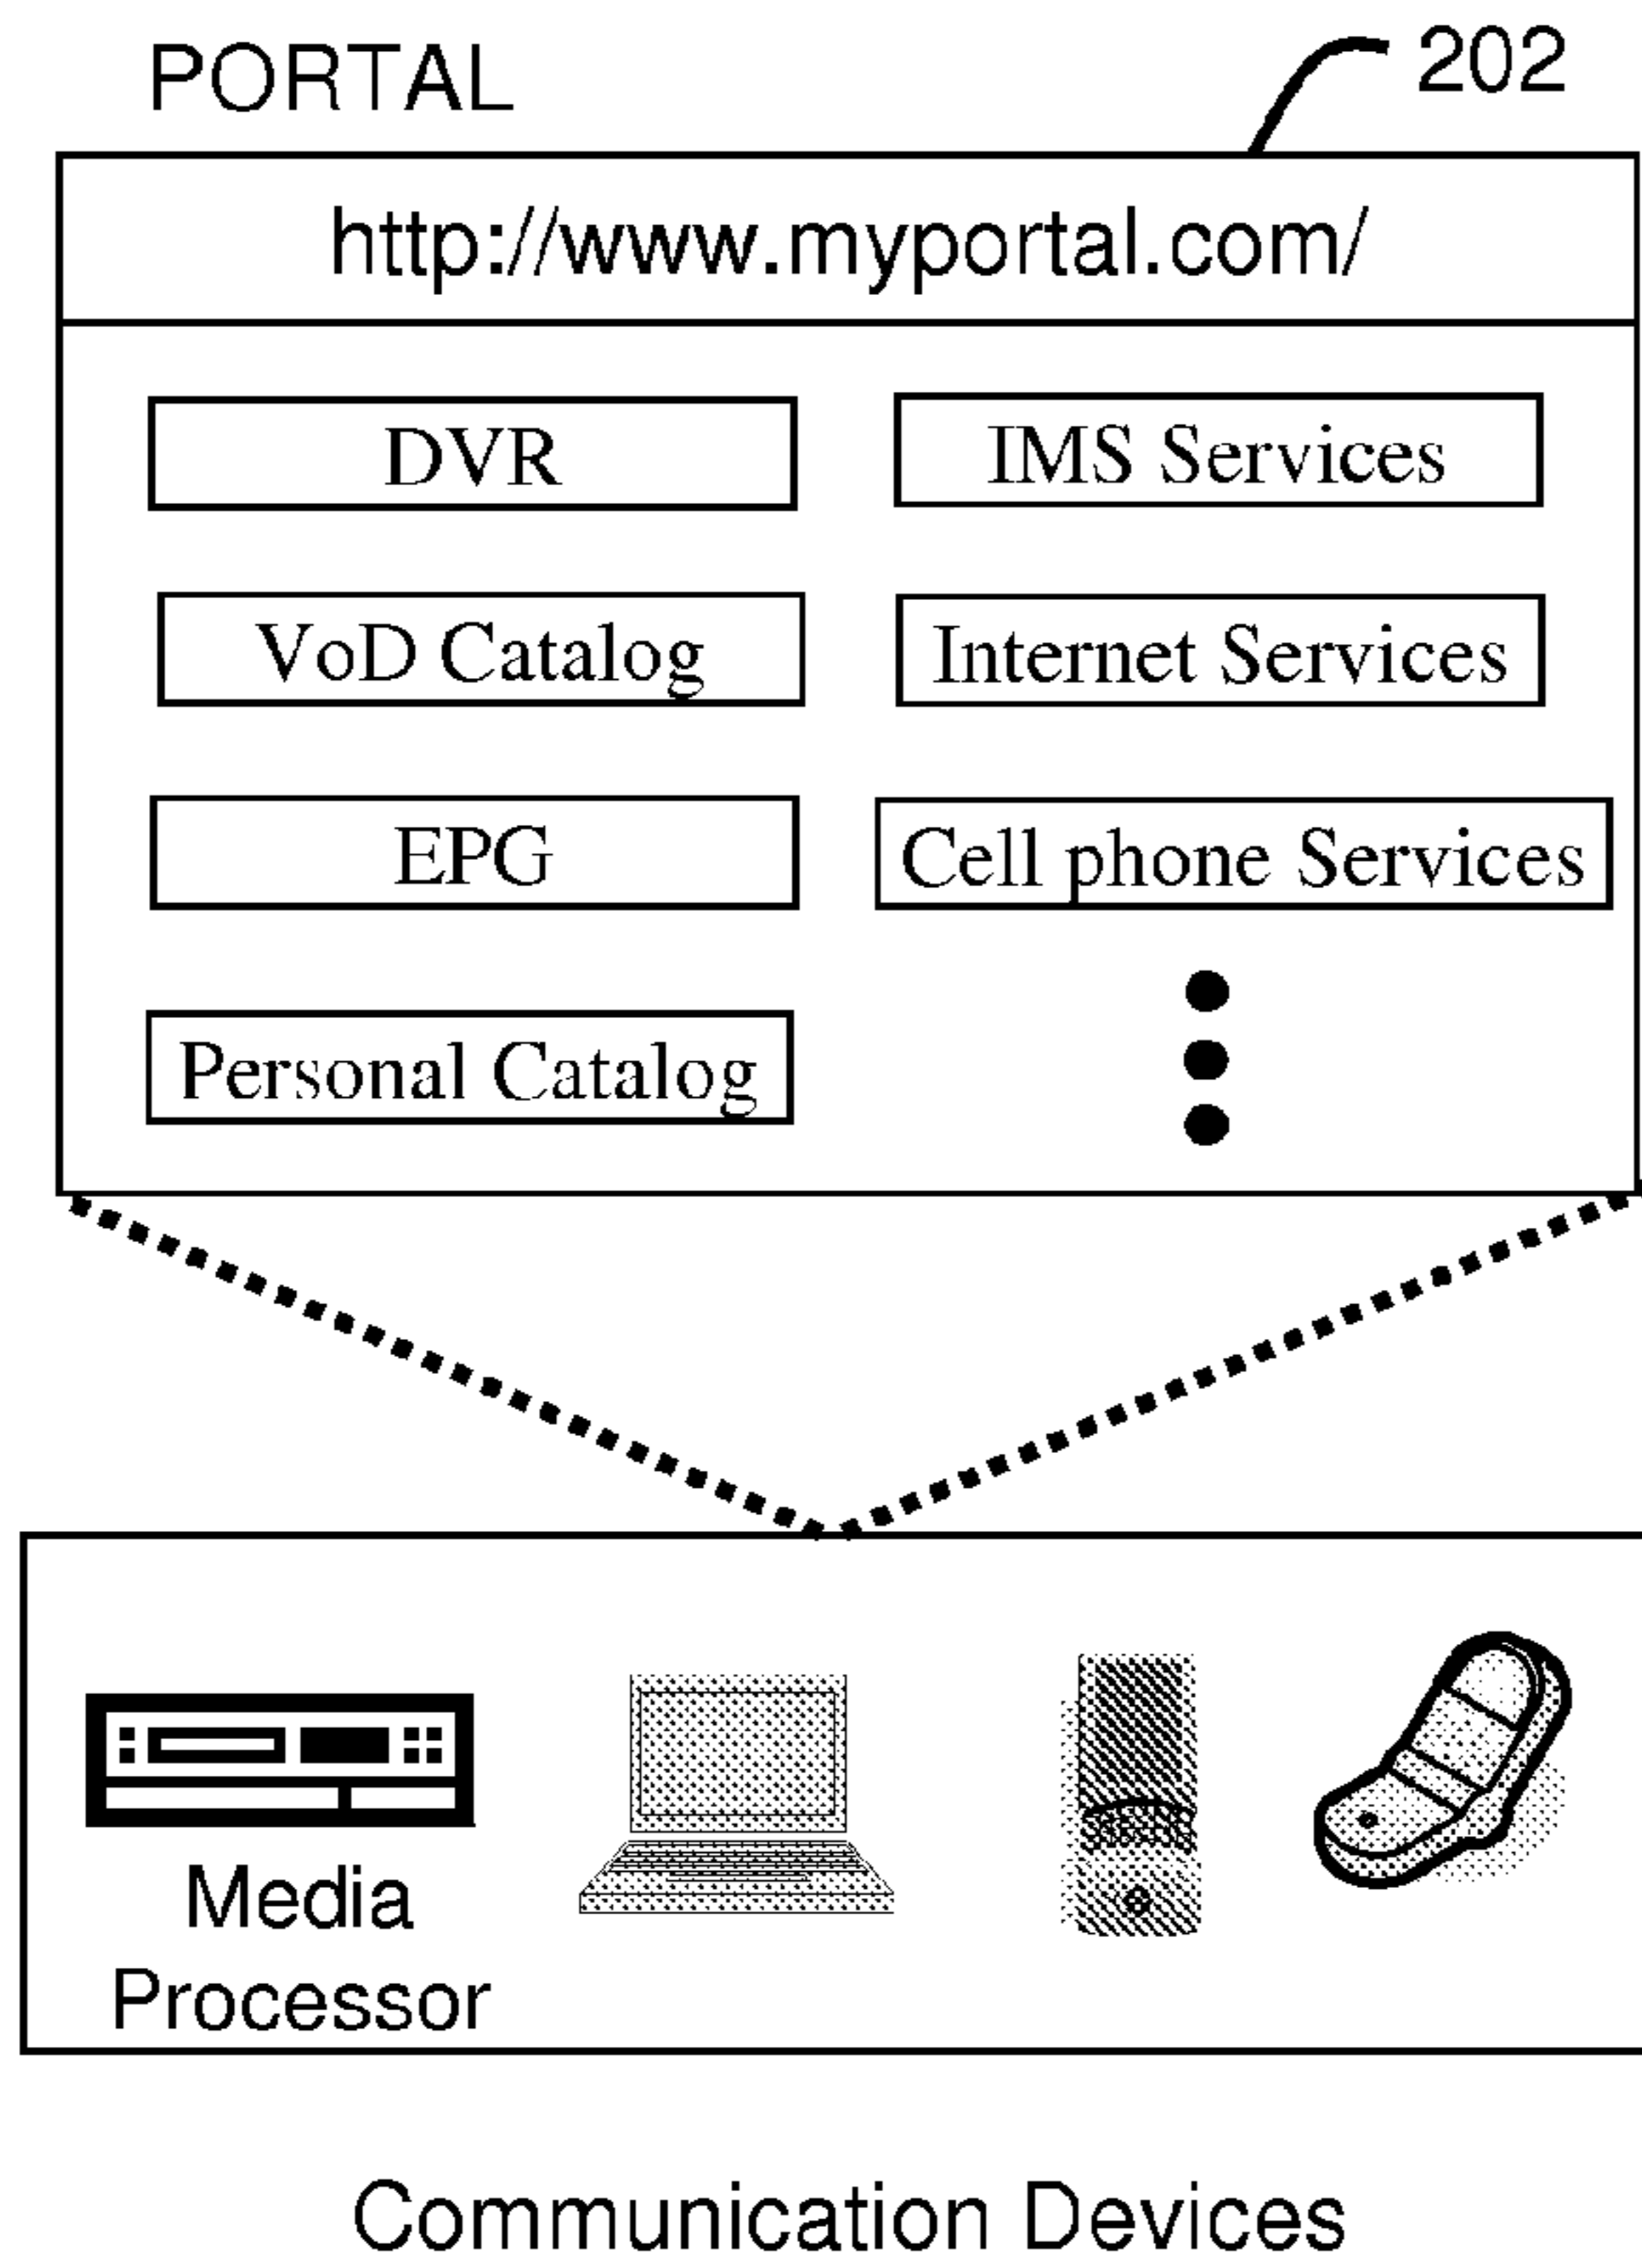 PORTAL
202
http://www.myportal.com/
DVR
IMS Services
VoD Catalog
Internet Services
EPG
Cell phone Services
Personal Catalog
Media
Processor
Communication Devices